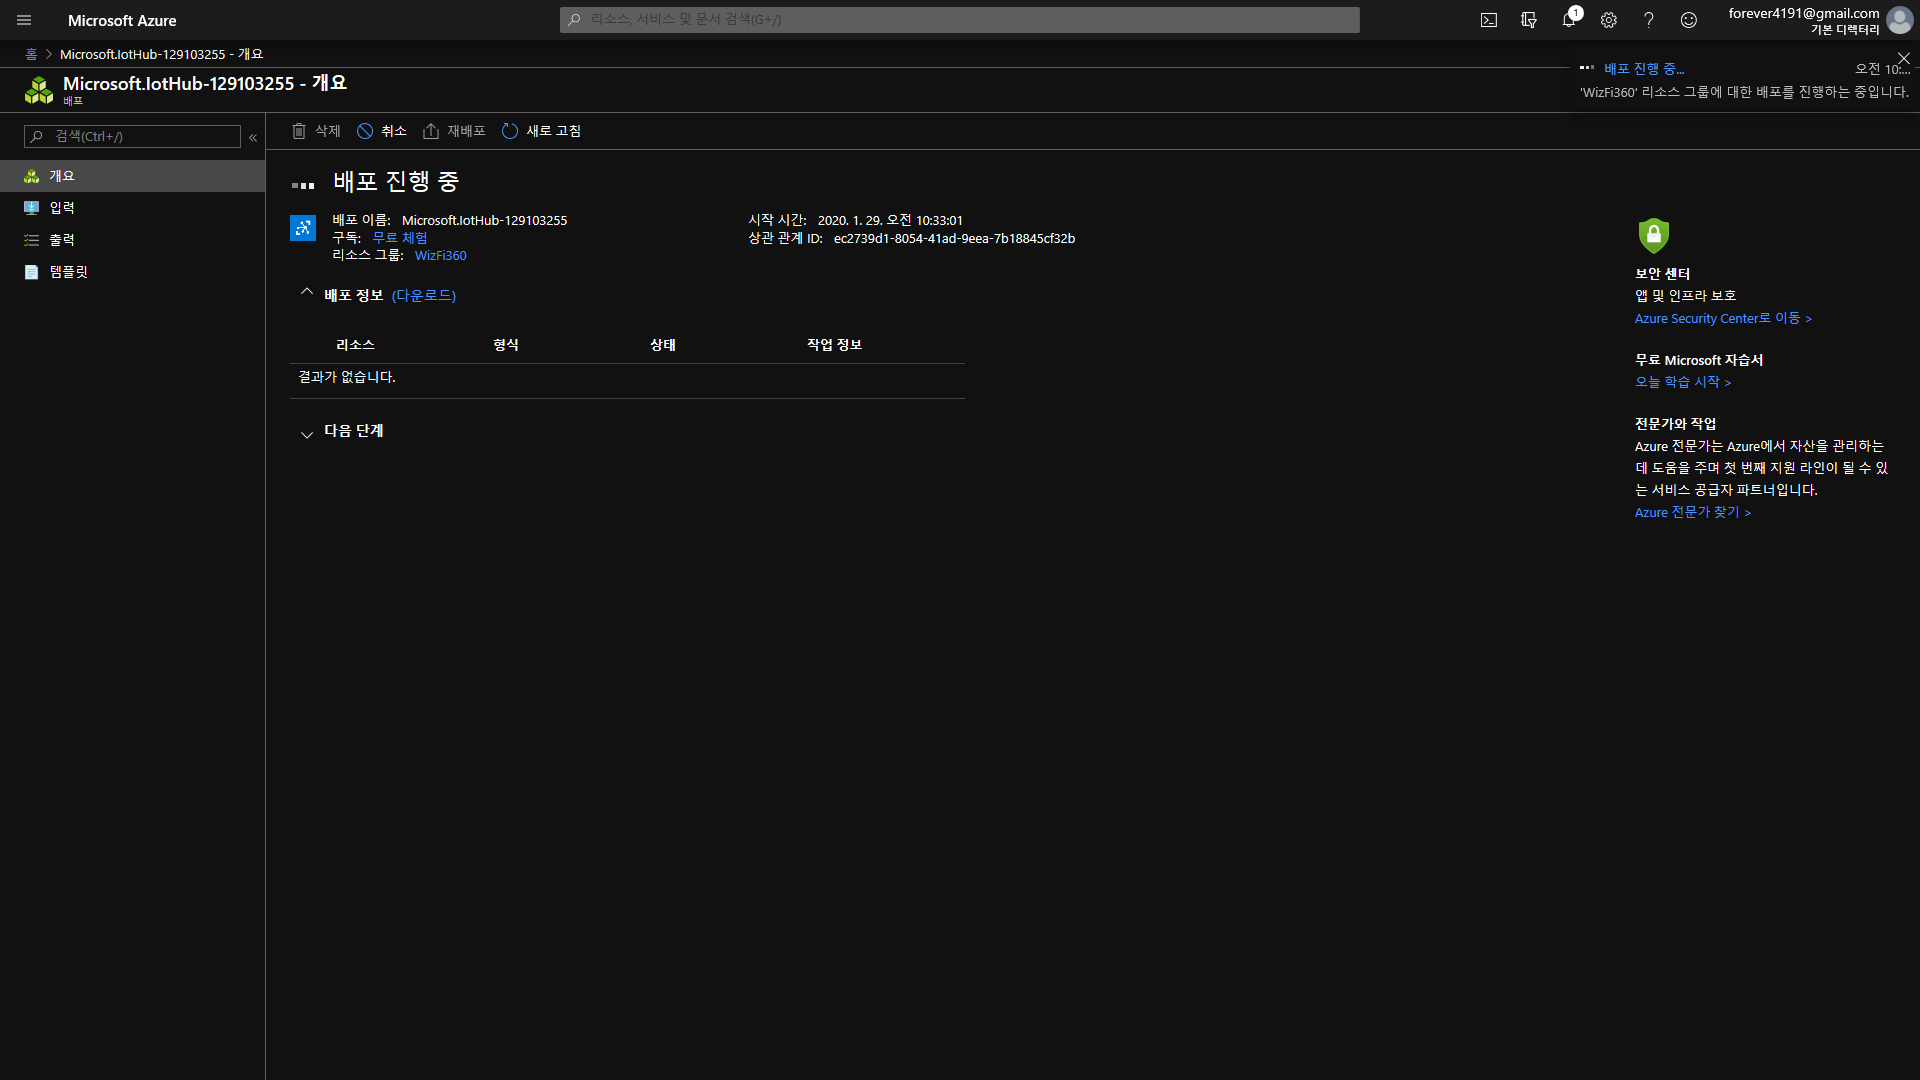 Microsoft Azure
리소스, 서비스 및 문서 검색(G+/)
1
forever4191@gmail.com
기본 디렉터리
홈 > Microsoft.IotHub-129103255 - 개요
Microsoft.IotHub-129103255 - 개요
배포
배포 진행 중...
오전 10:...
'WizFi360' 리소스 그룹에 대한 배포를 진행하는 중입니다.
검색(Ctrl+/)
«
개요
입력
출력
템플릿
삭제 취소 재배포 새로 고침
배포 진행 중
배포 이름: Microsoft.IotHub-129103255
구독: 무료 체험
리소스 그룹: WizFi360
시작 시간: 2020. 1. 29. 오전 10:33:01
상관 관계 ID: ec2739d1-8054-41ad-9eea-7b18845cf32b
배포 정보 (다운로드)
리소스 형식 상태 작업 정보
결과가 없습니다.
다음 단계
보안 센터
앱 및 인프라 보호
Azure Security Center로 이동 >
무료 Microsoft 자습서
오늘 학습 시작 >
전문가와 작업
Azure 전문가는 Azure에서 자산을 관리하는
데 도움을 주며 첫 번째 지원 라인이 될 수 있
는 서비스 공급자 파트너입니다.
Azure 전문가 찾기 >